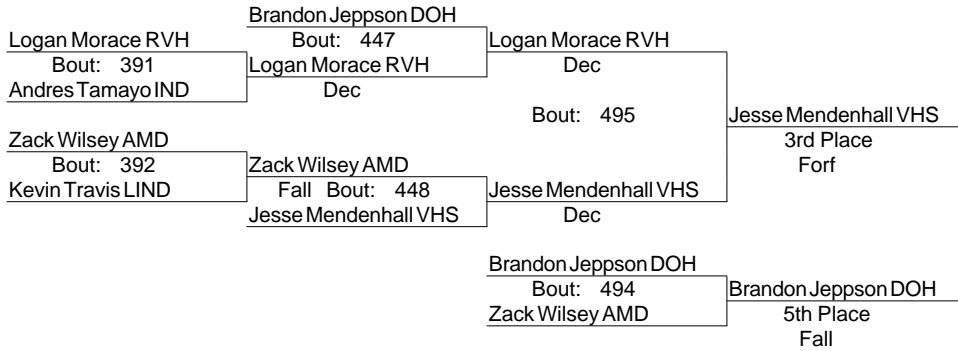 Brandon Jeppson DOH
Logan Morace RVH
Bout: 447
Logan Morace RVH
Bout: 391
Logan Morace RVH
Dec
Andres Tamayo IND
Dec
Bout: 495
Jesse Mendenhall VHS
Zack Wilsey AMD
3rd Place
Bout: 392
Zack Wilsey AMD
Forf
Kevin Travis LIND
Fall Bout: 448
Jesse Mendenhall VHS
Jesse Mendenhall VHS
Dec
Brandon Jeppson DOH
Bout: 494
Brandon Jeppson DOH
Zack Wilsey AMD
5th Place
Fall